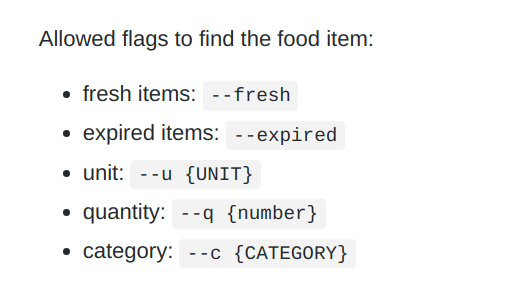 Allowed flags to find the food item:
• fresh items: --fresh
• expired items: --expired
• unit: --u {UNIT}
• quantity: --q {number}
• category: --c {CATEGORY}